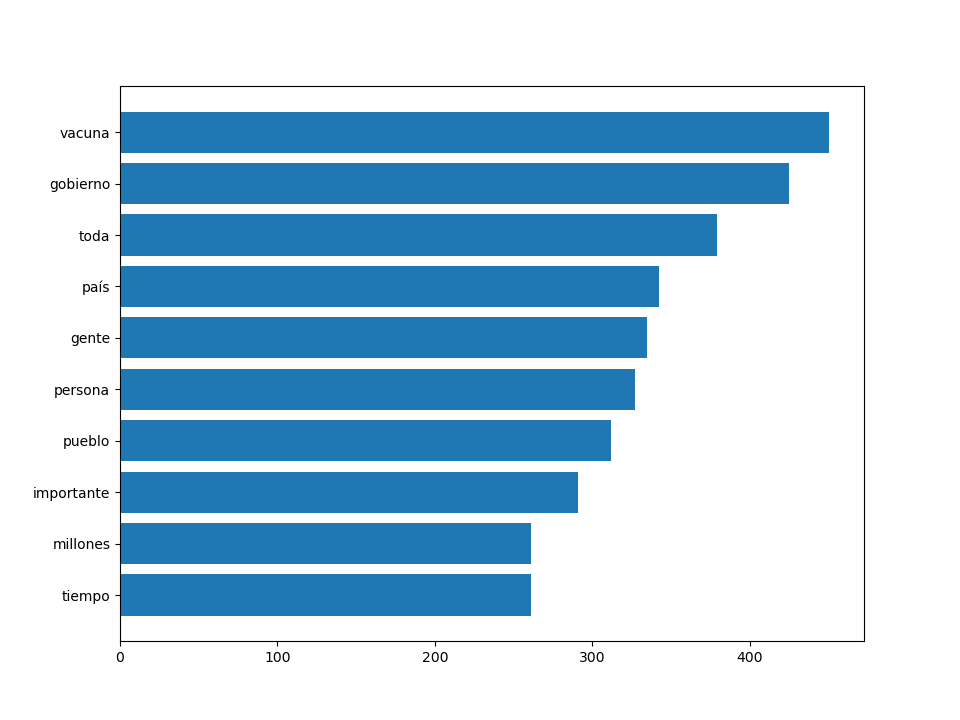 vacuna
gobierno
toda
país
gente
persona
pueblo
importante
millones
tiempo
0 100 200 300 400